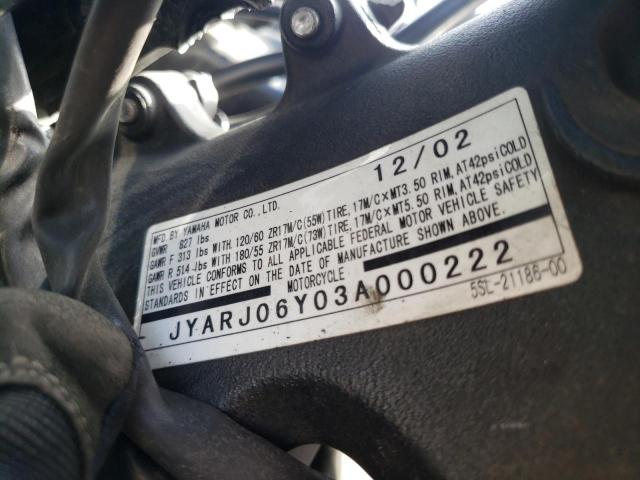 12/02
MFD. BY YAMAHA MOTOR CO., LTD.
GVWR 827 lbs
GAWR F 313 lbs WITH 120/60 ZR17M/C(55W)TIRE, 17M/C×MT3.50 RIM, AT42psiCOLD
GAWR R 514 lbs WITH 180/55 ZR17M/C(73W)TIRE, 17M/C×MT5.50 RIM, AT42psiCOLD
THIS VEHICLE CONFORMS TO ALL APPLICABLE FEDERAL MOTOR VEHICLE SAFETY
STANDARDS IN EFFECT ON THE DATE OF MANUFACTURE SHOWN ABOVE.
MOTORCYCLE
JYARJ06Y03A000222
5SL-21186-00